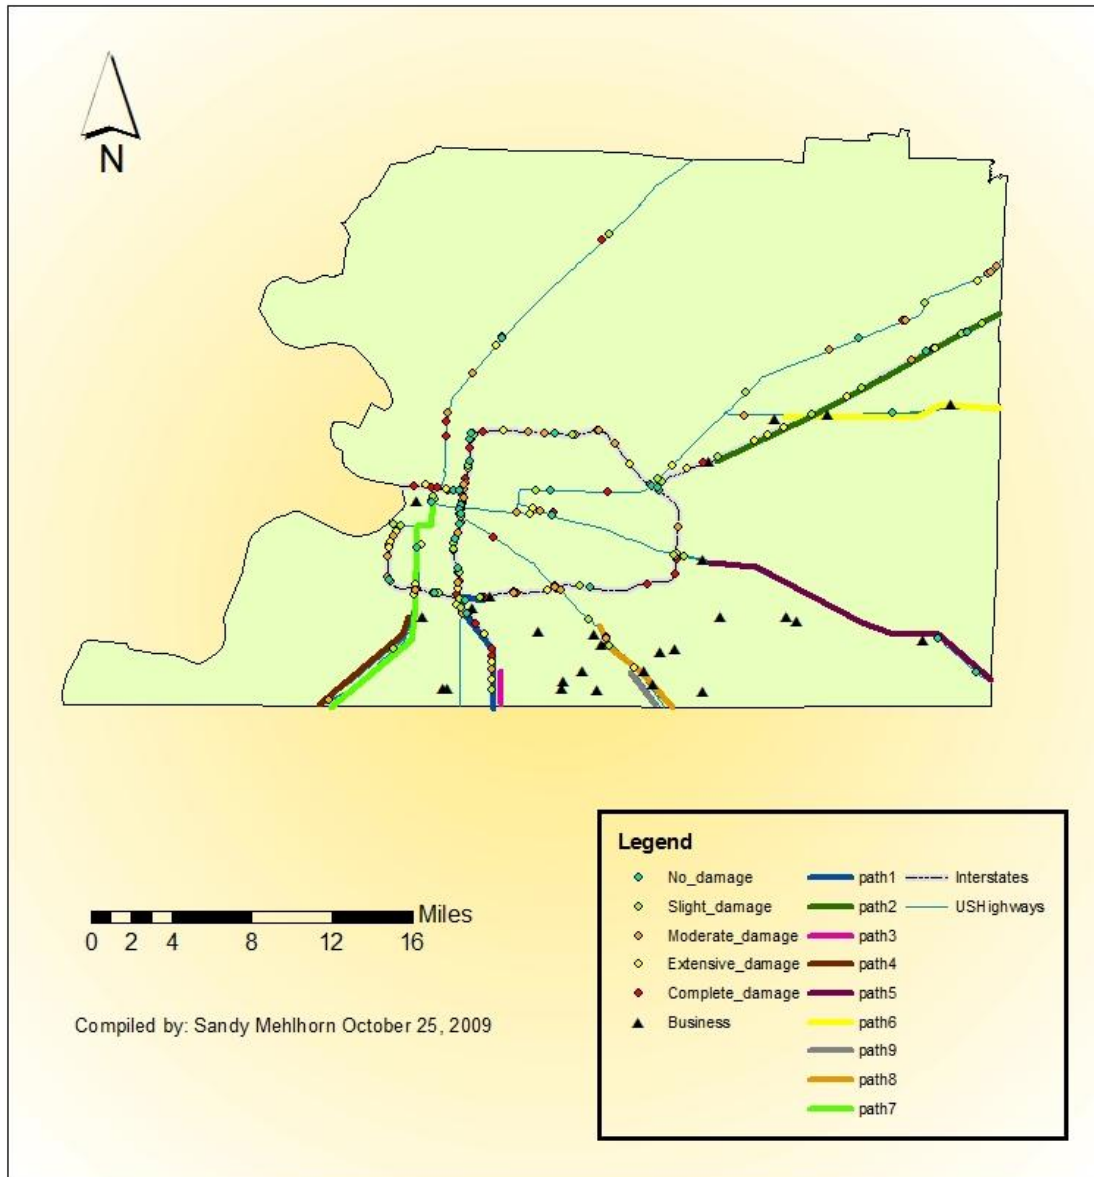 N
Miles
0 2 4 8 12 16
Compiled by: Sandy Mehlhorn October 25, 2009
Legend
No_damage
Slight_damage
Moderate_damage
Extensive_damage
Complete_damage
Business
path1
path2
path3
path4
path5
path6
path9
path8
path7
Interstates
USHighways